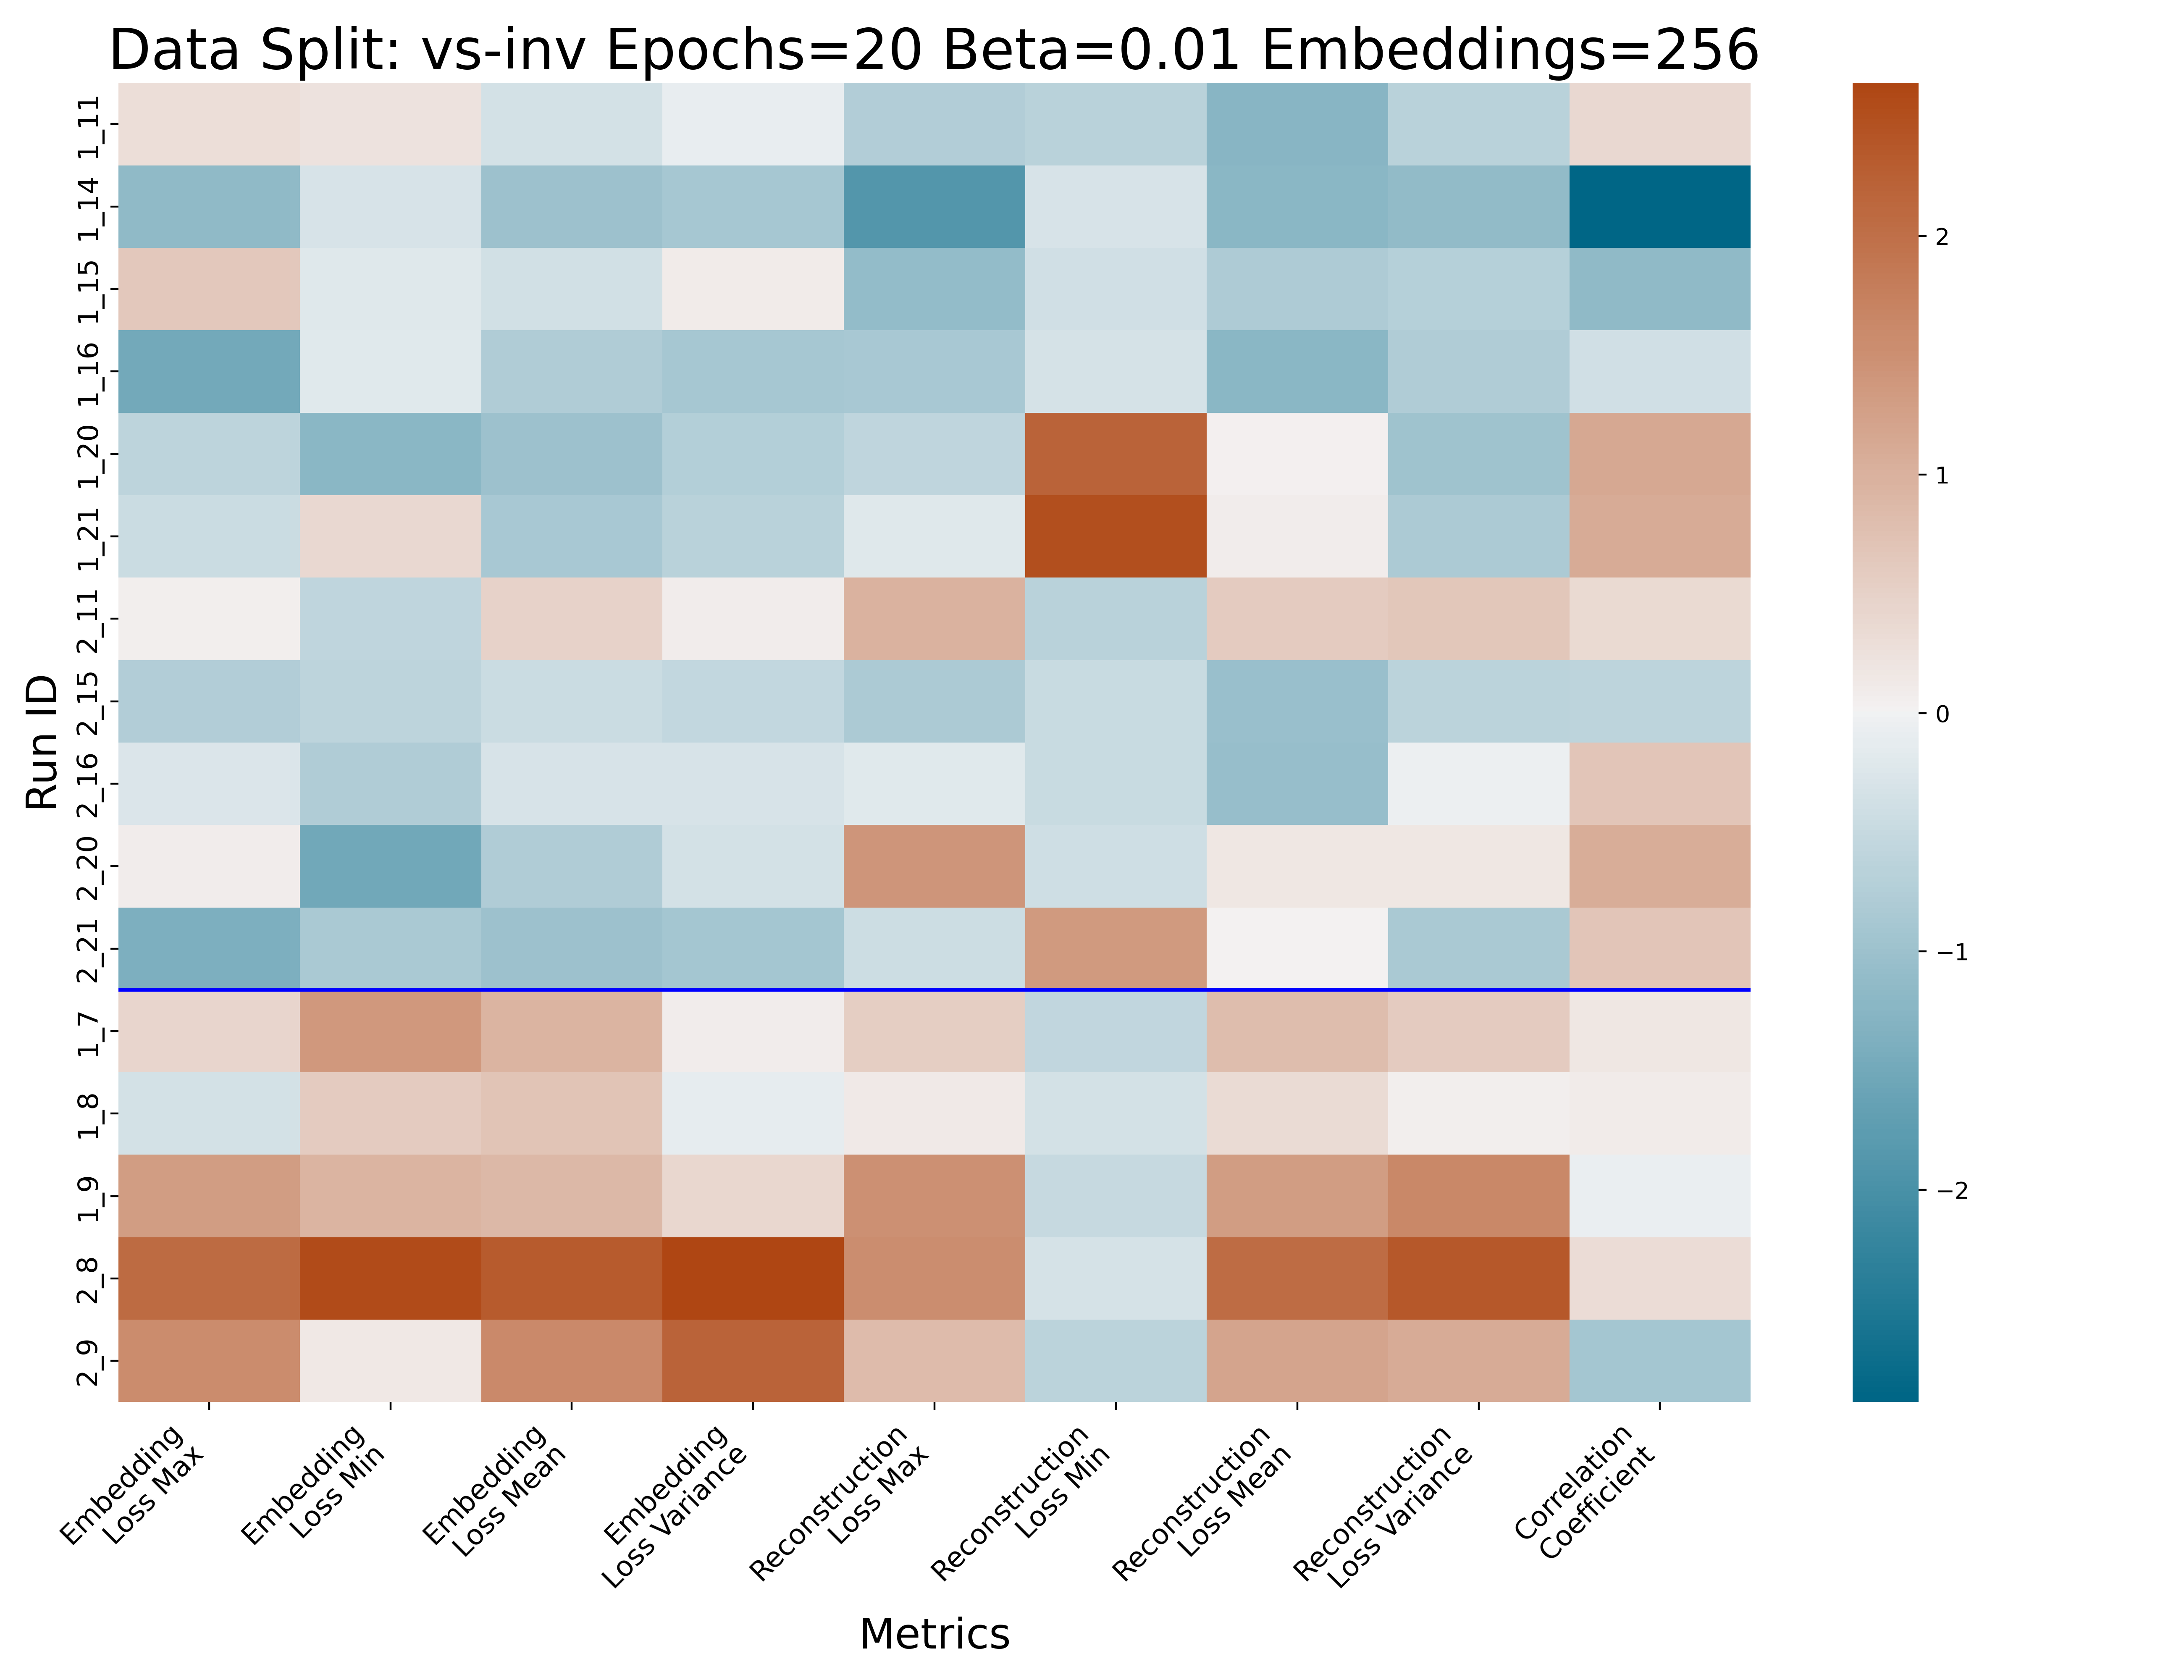 Data Split: vs-inv Epochs=20 Beta=0.01 Embeddings=256
Run ID
1_11
1_14
1_15
1_16
1_20
1_21
2_11
2_15
2_16
2_20
2_21
1_7
1_8
1_9
2_8
2_9
Embedding
Loss Max
Embedding
Loss Min
Embedding
Loss Mean
Embedding
Loss Variance
Reconstruction
Loss Max
Reconstruction
Loss Min
Reconstruction
Loss Mean
Reconstruction
Loss Variance
Correlation
Coefficient
Metrics
2
1
0
−1
−2